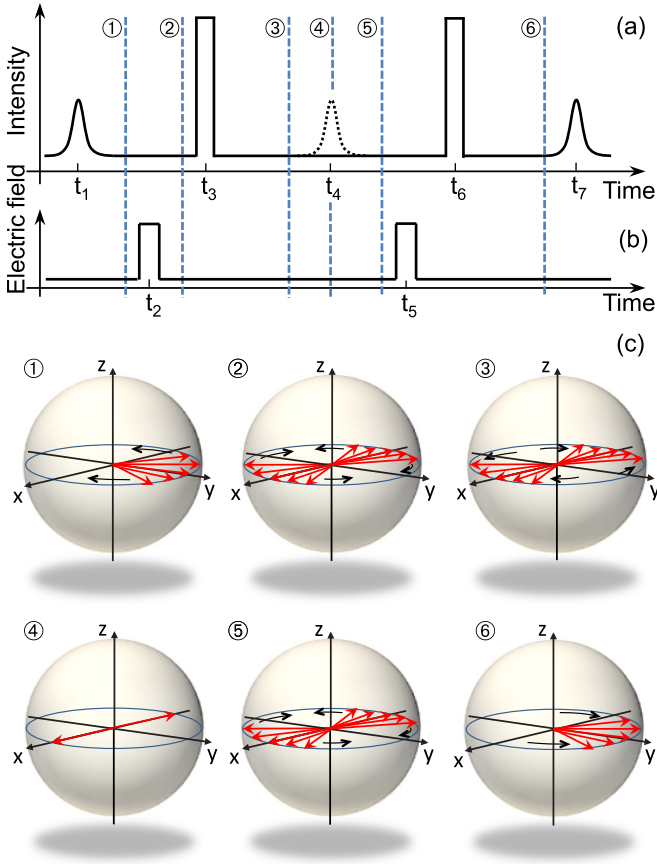 ① ② ③ ④ ⑤ ⑥ (a)
Intensity
t1 t3 t4 t6 t7 Time
Electric field
(b)
t2 t5 Time
(c)
① ② ③
z z z
x y x y x y
④ ⑤ ⑥
z z z
x y x y x y